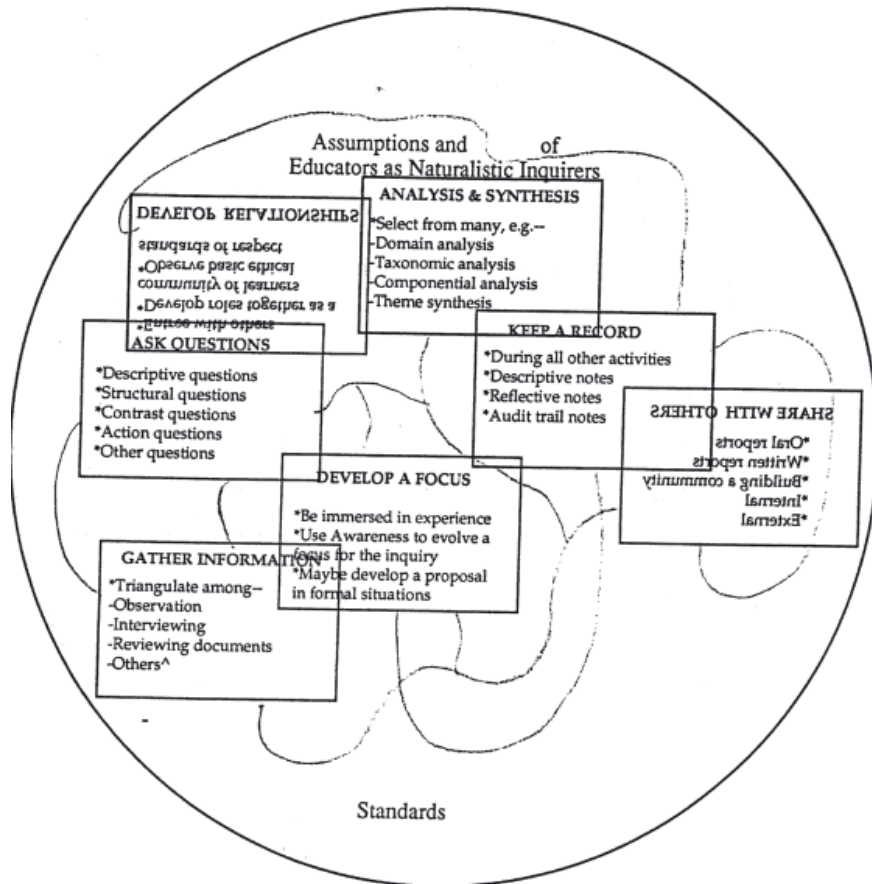 Assumptions and of
Educators as Naturalistic Inquirers
DEVELOP RELATIONSHIPS
*Entree with others
*Develop roles together as a
community of learners
*Observe basic ethical
standards of respect
ANALYSIS & SYNTHESIS
*Select from many, e.g.--
-Domain analysis
-Taxonomic analysis
-Componential analysis
-Theme synthesis
ASK QUESTIONS
*Descriptive questions
*Structural questions
*Contrast questions
*Action questions
*Other questions
KEEP A RECORD
*During all other activities
*Descriptive notes
*Reflective notes
*Audit trail notes
SHARE WITH OTHERS
*Oral reports
*Written reports
*Building a community
*Internal
*External
DEVELOP A FOCUS
*Be immersed in experience
*Use Awareness to evolve a
focus for the inquiry
*Maybe develop a proposal
in formal situations
GATHER INFORMATION
*Triangulate among--
-Observation
-Interviewing
-Reviewing documents
-Others^
Standards